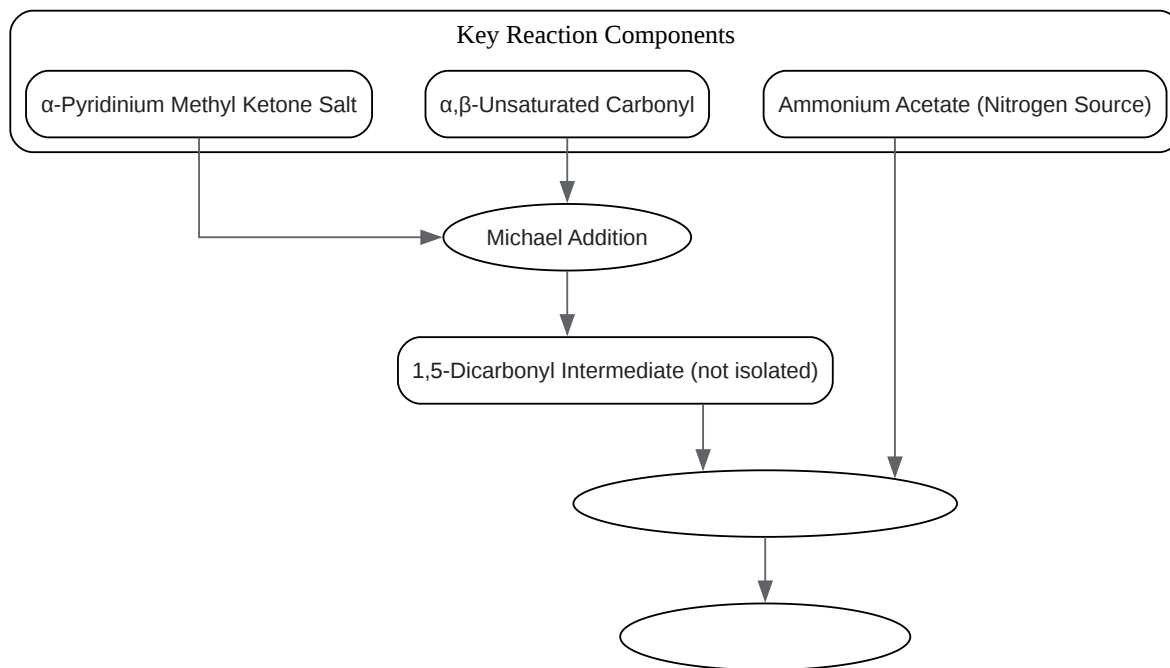 Key Reaction Components
α-Pyridinium Methyl Ketone Salt
α,β-Unsaturated Carbonyl
Ammonium Acetate (Nitrogen Source)
Michael Addition
1,5-Dicarbonyl Intermediate (not isolated)